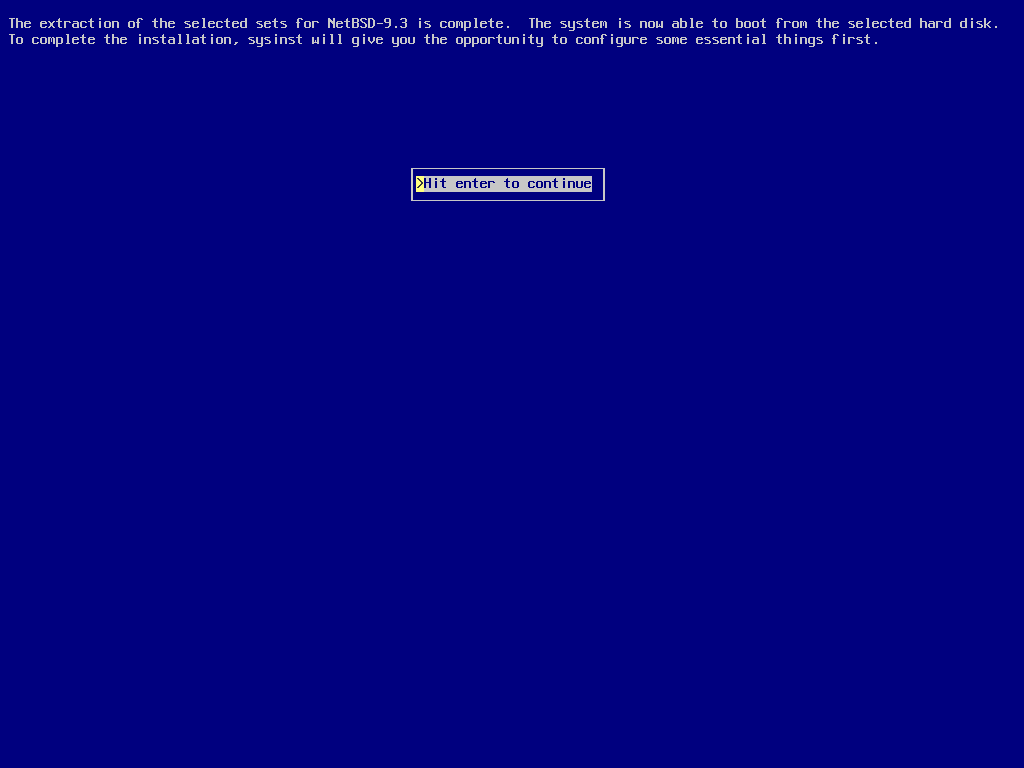 The extraction of the selected sets for NetBSD-9.3 is complete.  The system is now able to boot from the selected hard disk.
To complete the installation, sysinst will give you the opportunity to configure some essential things first.
>Hit enter to continue